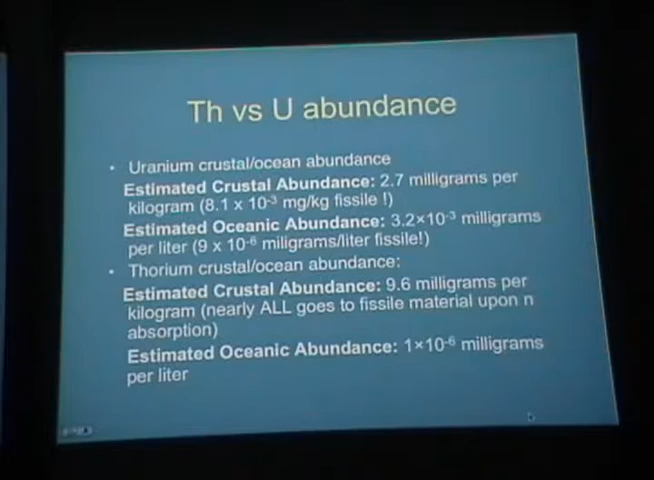 Th vs U abundance
• Uranium crustal/ocean abundance
Estimated Crustal Abundance: 2.7 milligrams per
kilogram (8.1 x 10⁻³ mg/kg fissile !)
Estimated Oceanic Abundance: 3.2×10⁻³ milligrams
per liter (9 x 10⁻⁶ miligrams/liter fissile!)
• Thorium crustal/ocean abundance:
Estimated Crustal Abundance: 9.6 milligrams per
kilogram (nearly ALL goes to fissile material upon n
absorption)
Estimated Oceanic Abundance: 1×10⁻⁶ milligrams
per liter